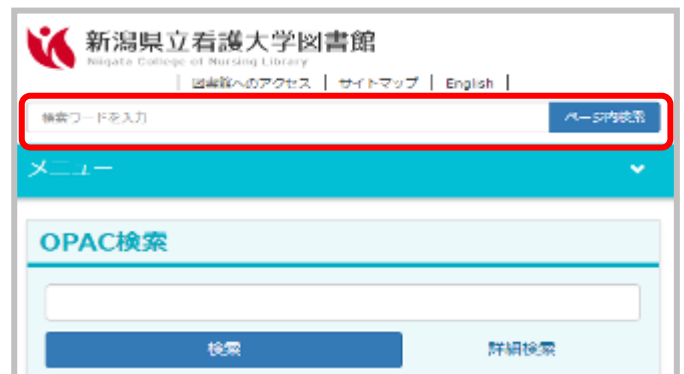 新潟県立看護大学図書館
Niigata College of Nursing Library
図書館へのアクセス | サイトマップ | English |
検索ワードを入力 ページ内検索
メニュー
OPAC検索
検索 詳細検索